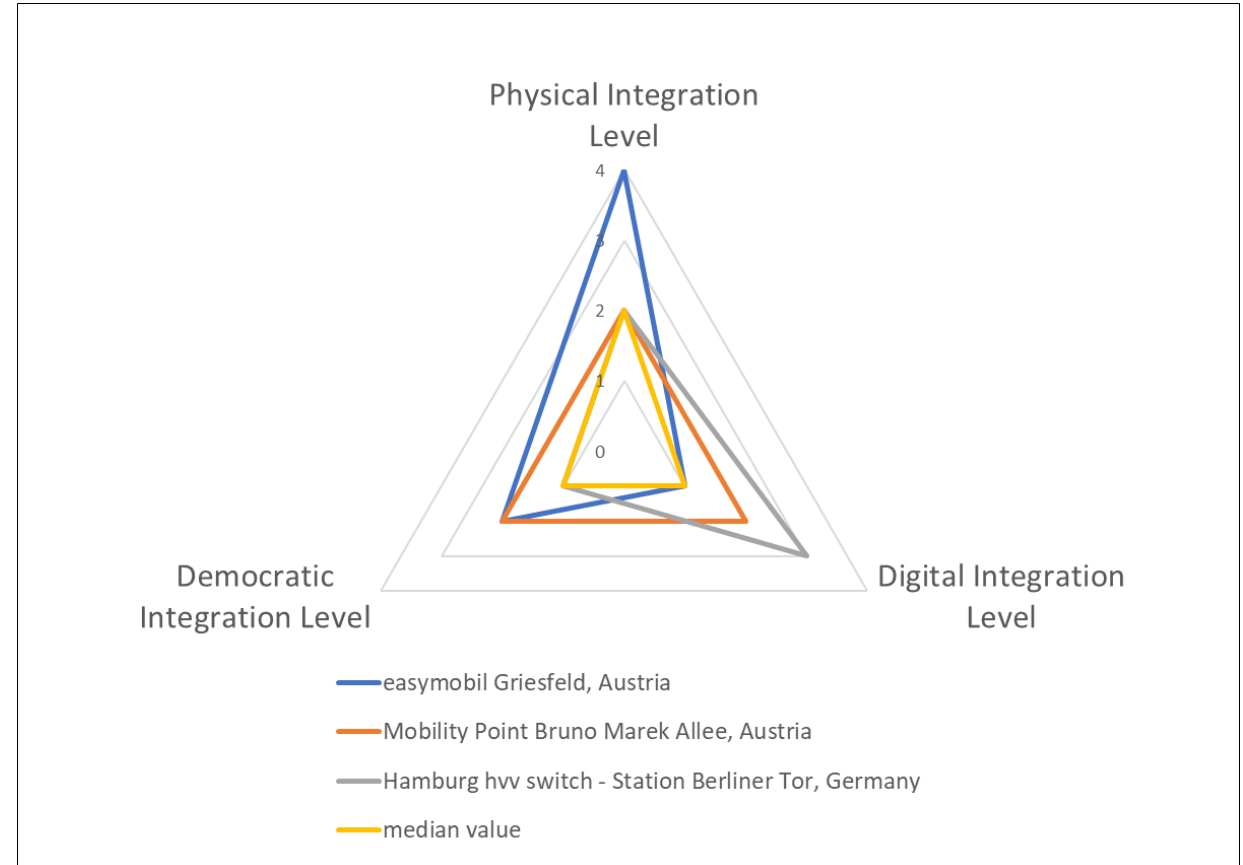 Physical Integration
Level
4
3
2
1
0
Democratic
Integration Level
Digital Integration
Level
easymobil Griesfeld, Austria
Mobility Point Bruno Marek Allee, Austria
Hamburg hvv switch - Station Berliner Tor, Germany
median value